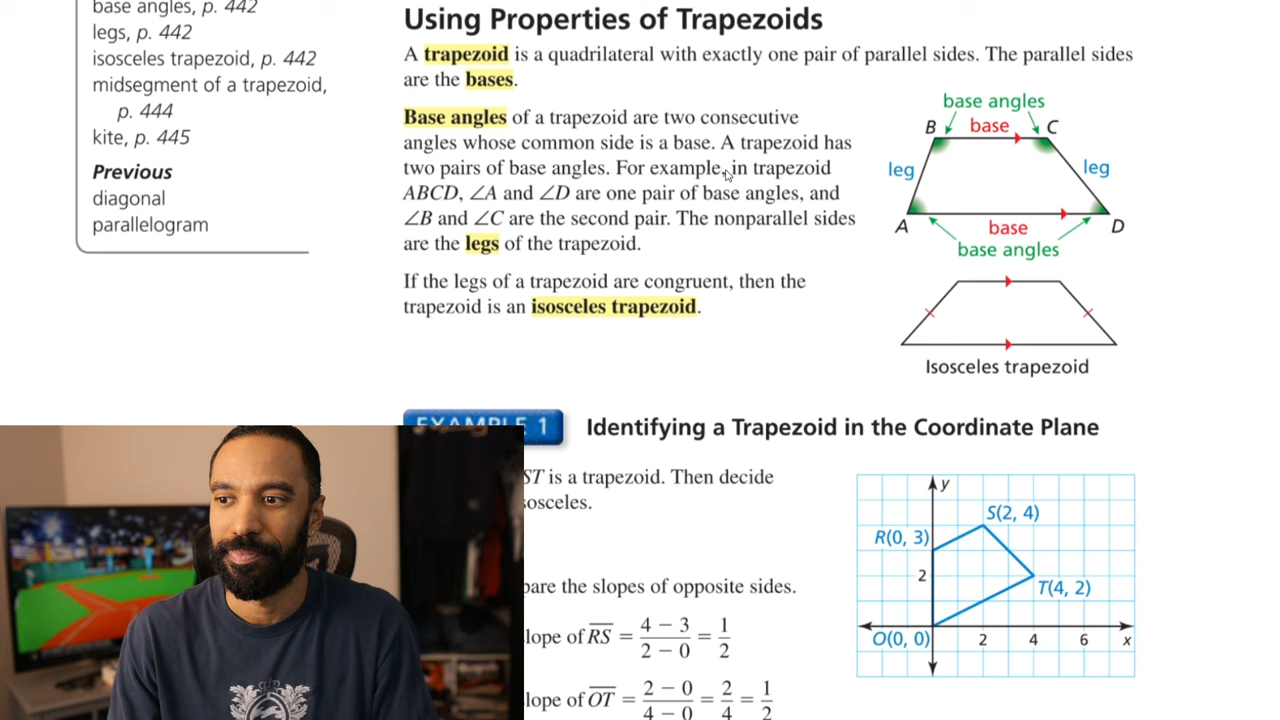 base angles, p. 442
legs, p. 442
isosceles trapezoid, p. 442
midsegment of a trapezoid,
p. 444
kite, p. 445
Previous
diagonal
parallelogram
Using Properties of Trapezoids
A trapezoid is a quadrilateral with exactly one pair of parallel sides. The parallel sides
are the bases.
Base angles of a trapezoid are two consecutive
angles whose common side is a base. A trapezoid has
two pairs of base angles. For example, in trapezoid
ABCD, ∠A and ∠D are one pair of base angles, and
∠B and ∠C are the second pair. The nonparallel sides
are the legs of the trapezoid.
If the legs of a trapezoid are congruent, then the
trapezoid is an isosceles trapezoid.
base angles
B base C
leg leg
A base D
base angles
Isosceles trapezoid
EXAMPLE 1 Identifying a Trapezoid in the Coordinate Plane
ST is a trapezoid. Then decide
osceles.
pare the slopes of opposite sides.
lope of RS = (4 − 3)/(2 − 0) = 1/2
lope of OT = (2 − 0)/(4 − 0) = 2/4 = 1/2
y
S(2, 4)
R(0, 3)
2
T(4, 2)
O(0, 0) 2 4 6 x